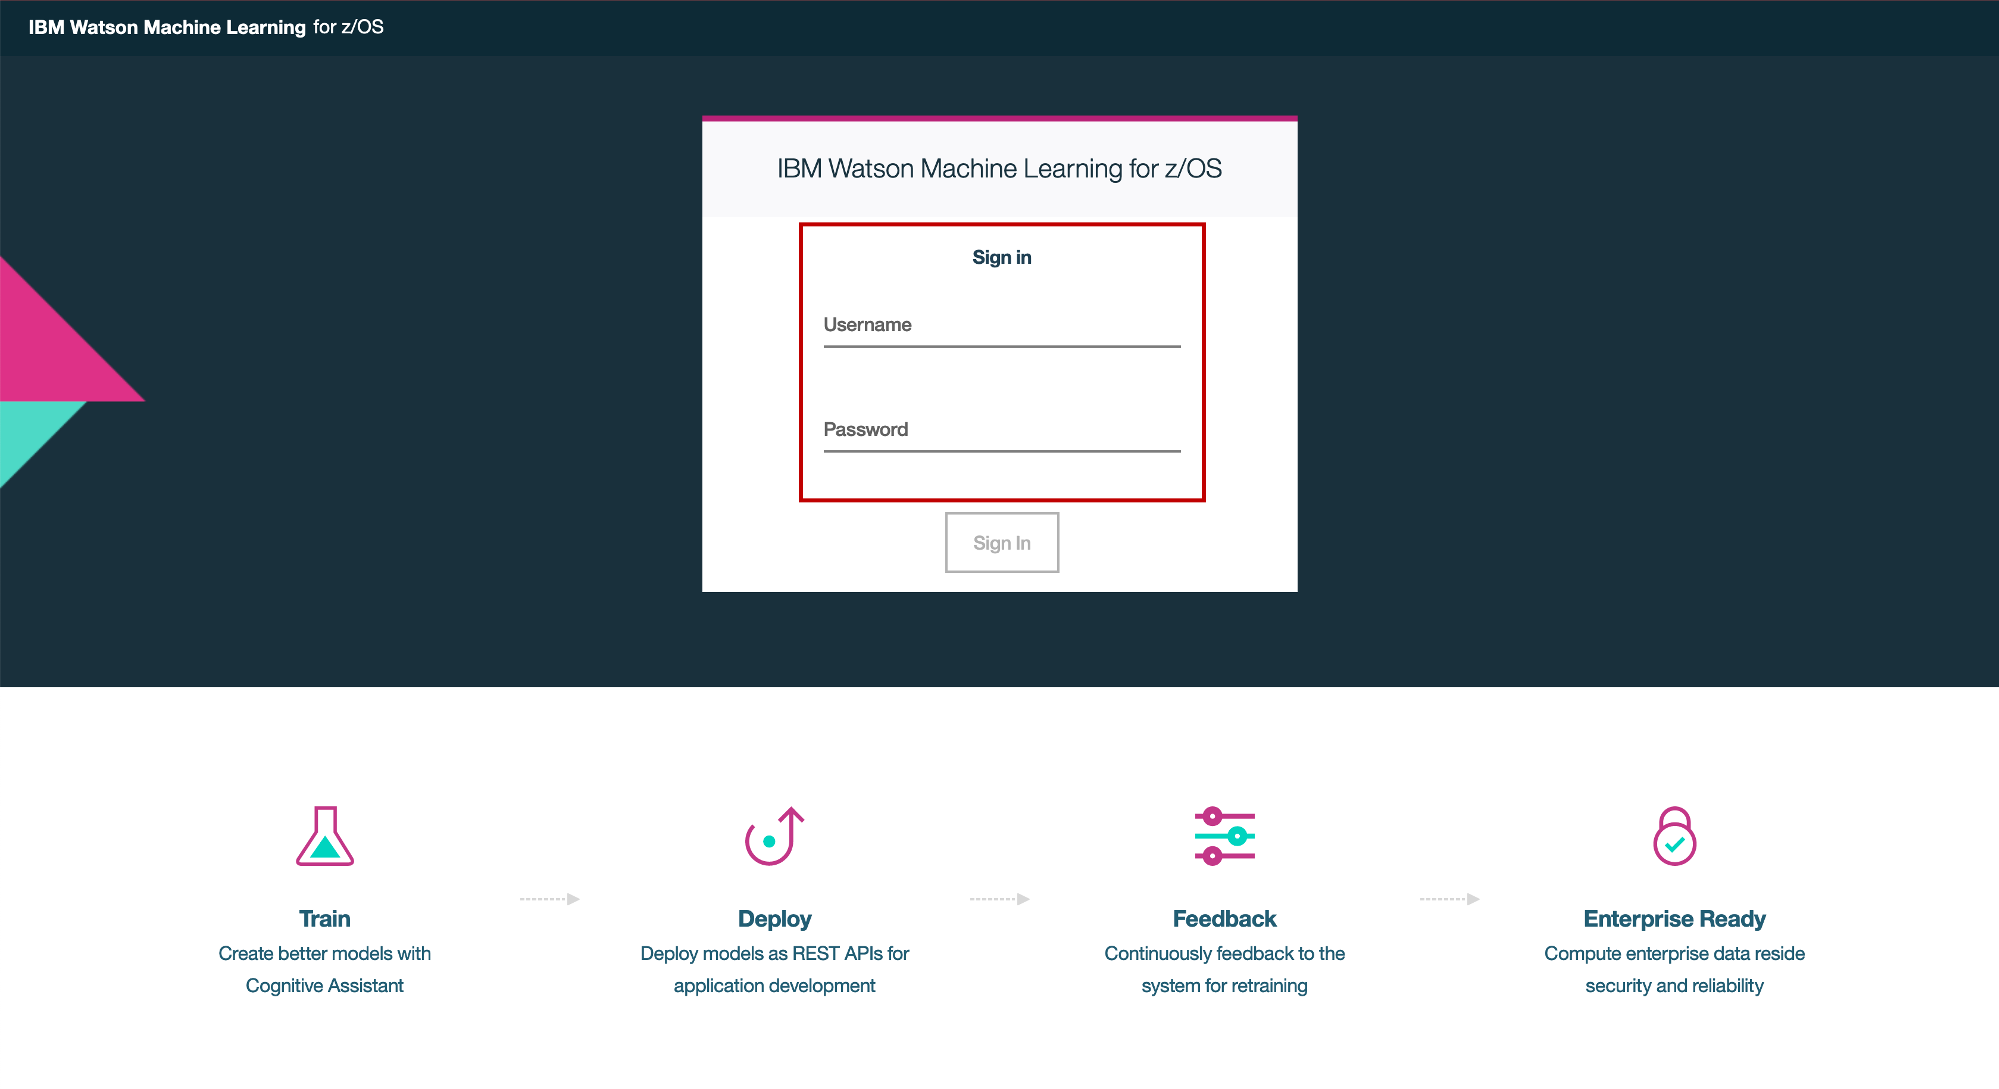 IBM Watson Machine Learning for z/OS
IBM Watson Machine Learning for z/OS
Sign in
Username
Password
Sign In
Train
Create better models with
Cognitive Assistant
Deploy
Deploy models as REST APIs for
application development
Feedback
Continuously feedback to the
system for retraining
Enterprise Ready
Compute enterprise data reside
security and reliability